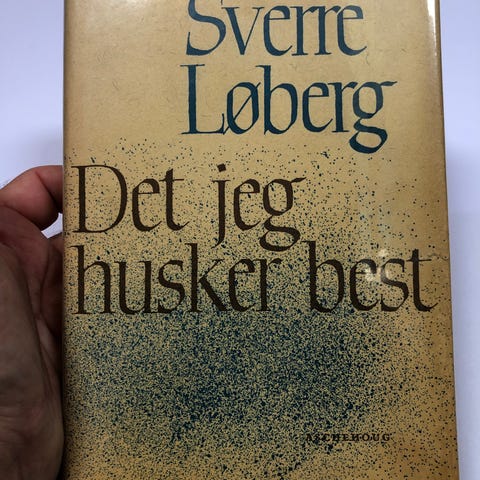 Sverre
Løberg
Det jeg
husker best
ASCHEHOUG